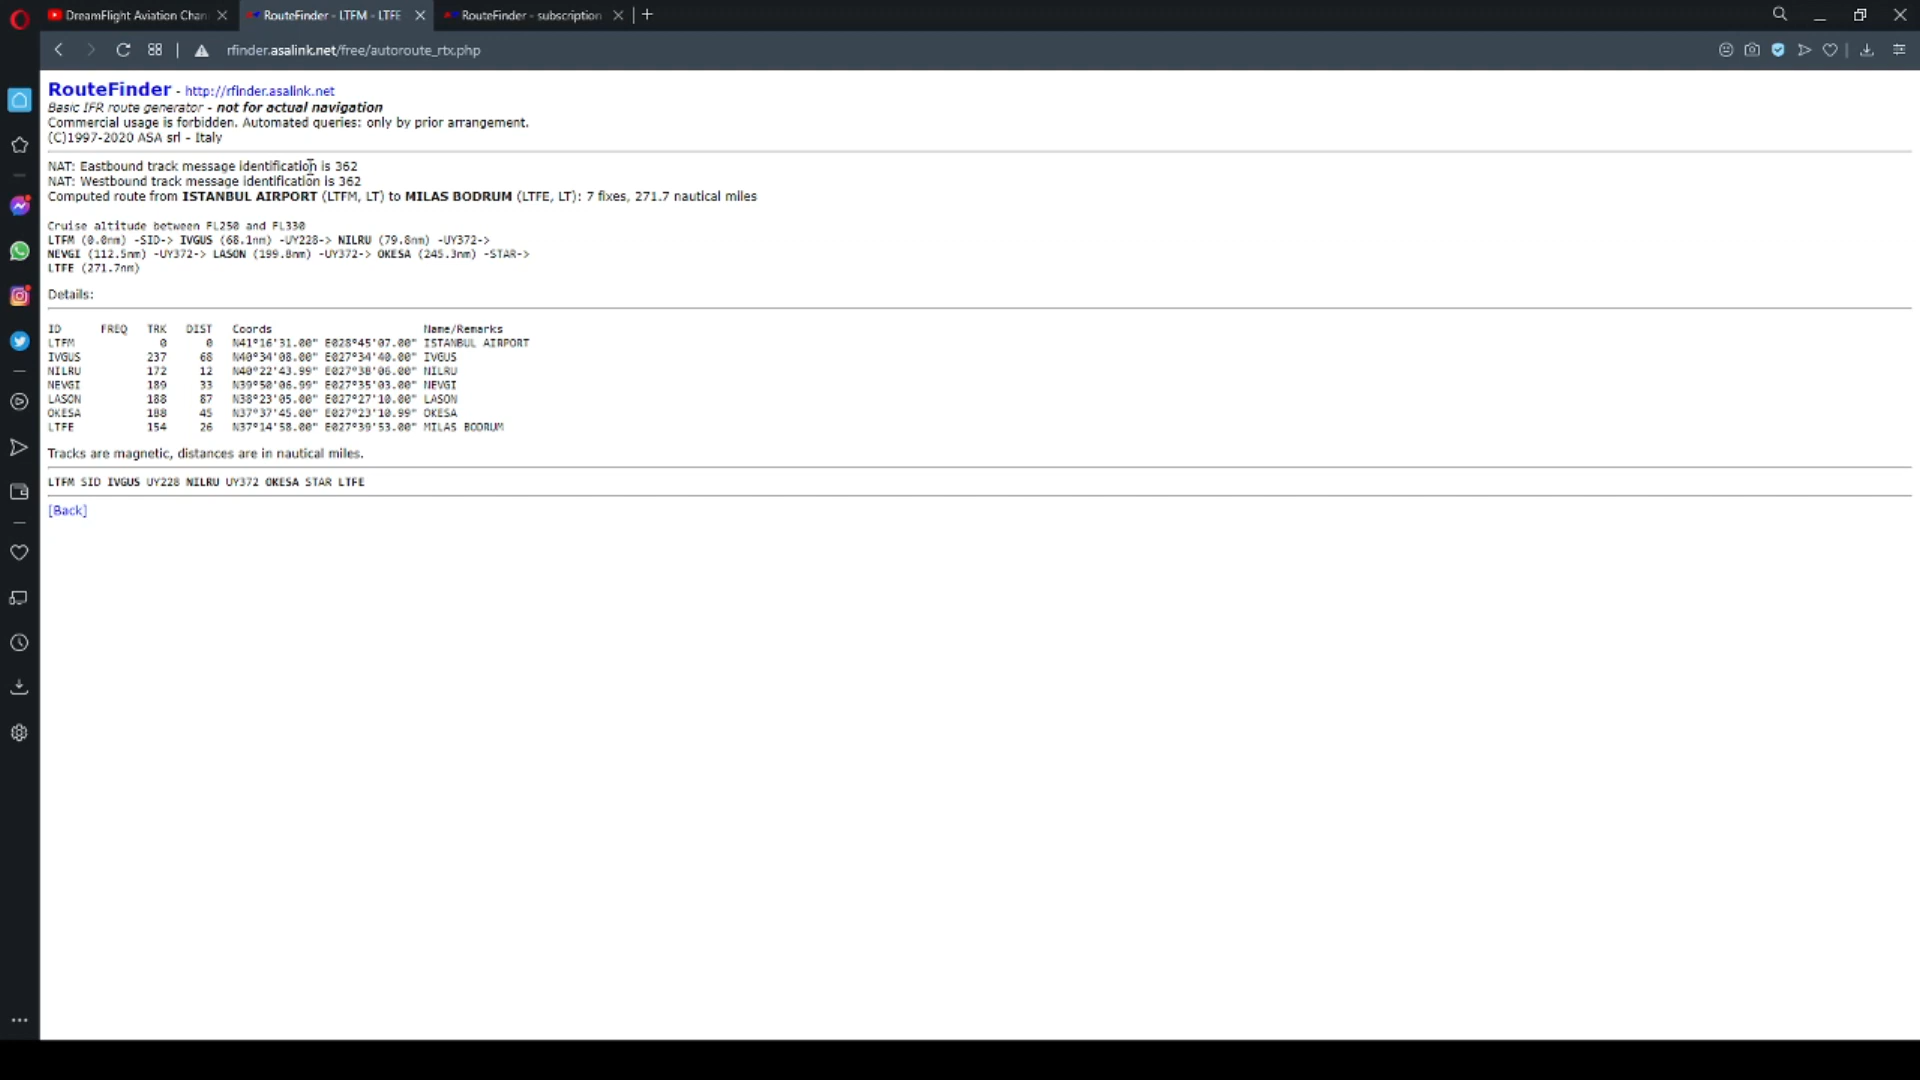 DreamFlight Aviation Chan
RouteFinder - LTFM - LTFE
RouteFinder - subscription
rfinder.asalink.net/free/autoroute_rtx.php
RouteFinder - http://rfinder.asalink.net
Basic IFR route generator - not for actual navigation
Commercial usage is forbidden. Automated queries: only by prior arrangement.
(C)1997-2020 ASA srl - Italy
NAT: Eastbound track message identification is 362
NAT: Westbound track message identification is 362
Computed route from ISTANBUL AIRPORT (LTFM, LT) to MILAS BODRUM (LTFE, LT): 7 fixes, 271.7 nautical miles
Cruise altitude between FL250 and FL330
LTFM (0.0nm) -SID-> IVGUS (68.1nm) -UY228-> NILRU (79.8nm) -UY372->
NEVGI (112.5nm) -UY372-> LASON (199.8nm) -UY372-> OKESA (245.3nm) -STAR->
LTFE (271.7nm)
Details:
ID FREQ TRK DIST Coords Name/Remarks
LTFM 0 0 N41°16'31.00" E028°45'07.00" ISTANBUL AIRPORT
IVGUS 237 68 N40°34'08.00" E027°34'40.00" IVGUS
NILRU 172 12 N40°22'43.99" E027°38'06.00" NILRU
NEVGI 189 33 N39°50'06.99" E027°35'03.00" NEVGI
LASON 188 87 N38°23'05.00" E027°27'10.00" LASON
OKESA 188 45 N37°37'45.00" E027°23'10.99" OKESA
LTFE 154 26 N37°14'58.00" E027°39'53.00" MILAS BODRUM
Tracks are magnetic, distances are in nautical miles.
LTFM SID IVGUS UY228 NILRU UY372 OKESA STAR LTFE
[Back]